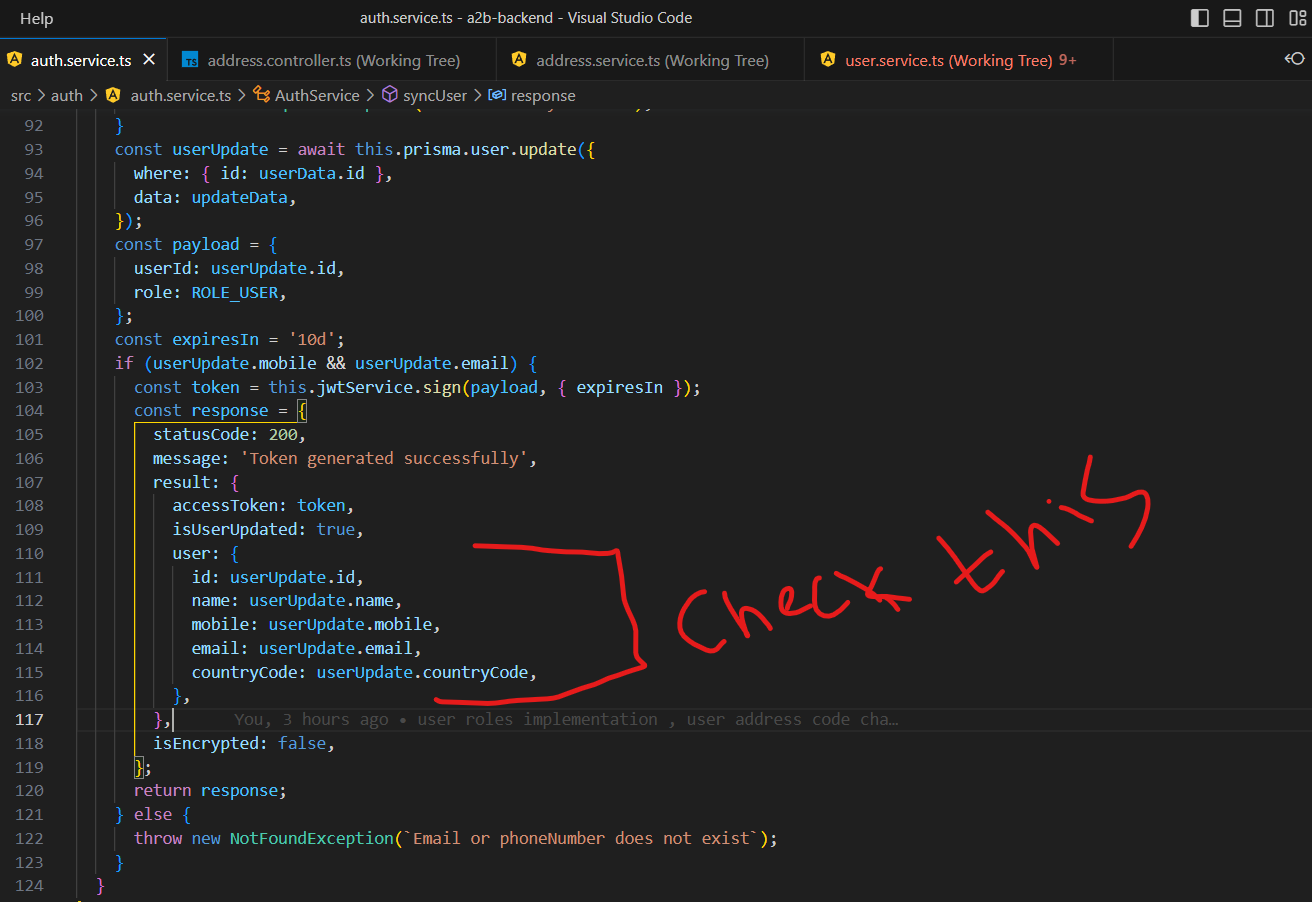 Help
auth.service.ts - a2b-backend - Visual Studio Code
auth.service.ts address.controller.ts (Working Tree) address.service.ts (Working Tree) user.service.ts (Working Tree) 9+
src > auth > auth.service.ts > AuthService > syncUser > response
92 }
93 const userUpdate = await this.prisma.user.update({
94 where: { id: userData.id },
95 data: updateData,
96 });
97 const payload = {
98 userId: userUpdate.id,
99 role: ROLE_USER,
100 };
101 const expiresIn = '10d';
102 if (userUpdate.mobile && userUpdate.email) {
103 const token = this.jwtService.sign(payload, { expiresIn });
104 const response = {
105 statusCode: 200,
106 message: 'Token generated successfully',
107 result: {
108 accessToken: token,
109 isUserUpdated: true,
110 user: {
111 id: userUpdate.id,
112 name: userUpdate.name,
113 mobile: userUpdate.mobile,
114 email: userUpdate.email,
115 countryCode: userUpdate.countryCode,
116 },
117 }, You, 3 hours ago • user roles implementation , user address code cha…
118 isEncrypted: false,
119 };
120 return response;
121 } else {
122 throw new NotFoundException(`Email or phoneNumber does not exist`);
123 }
124 }
Check this